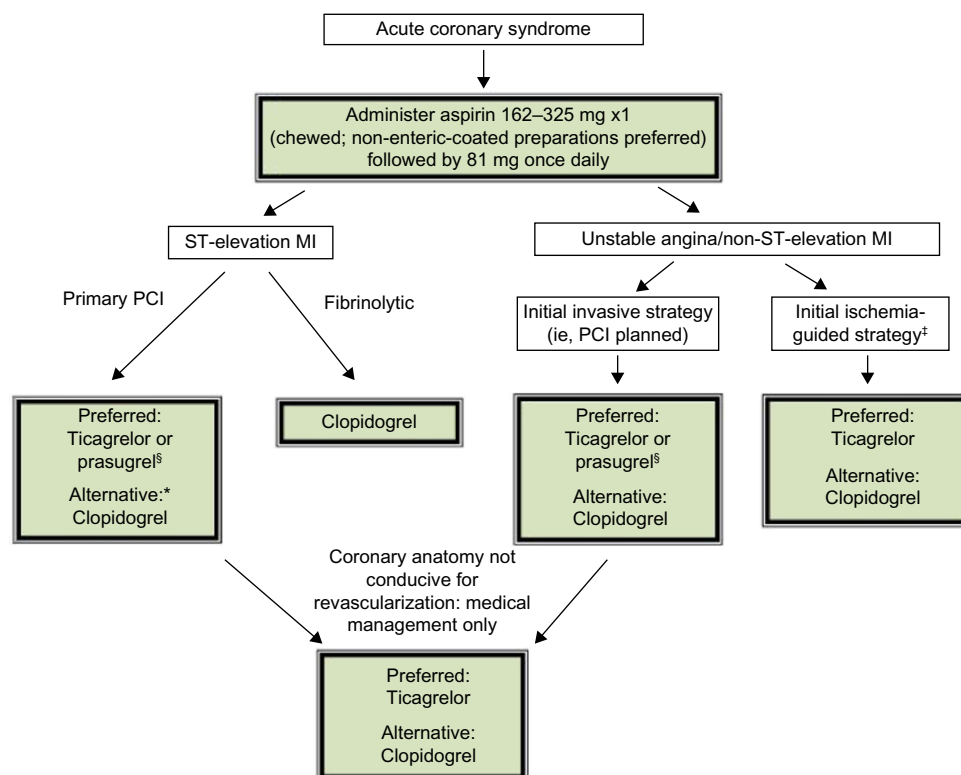 Acute coronary syndrome
Administer aspirin 162–325 mg x1
(chewed; non-enteric-coated preparations preferred)
followed by 81 mg once daily
ST-elevation MI
Unstable angina/non-ST-elevation MI
Primary PCI
Fibrinolytic
Initial invasive strategy
(ie, PCI planned)
Initial ischemia-
guided strategy‡
Preferred:
Ticagrelor or
prasugrel§
Alternative:*
Clopidogrel
Clopidogrel
Preferred:
Ticagrelor or
prasugrel§
Alternative:
Clopidogrel
Preferred:
Ticagrelor
Alternative:
Clopidogrel
Coronary anatomy not
conducive for
revascularization: medical
management only
Preferred:
Ticagrelor
Alternative:
Clopidogrel